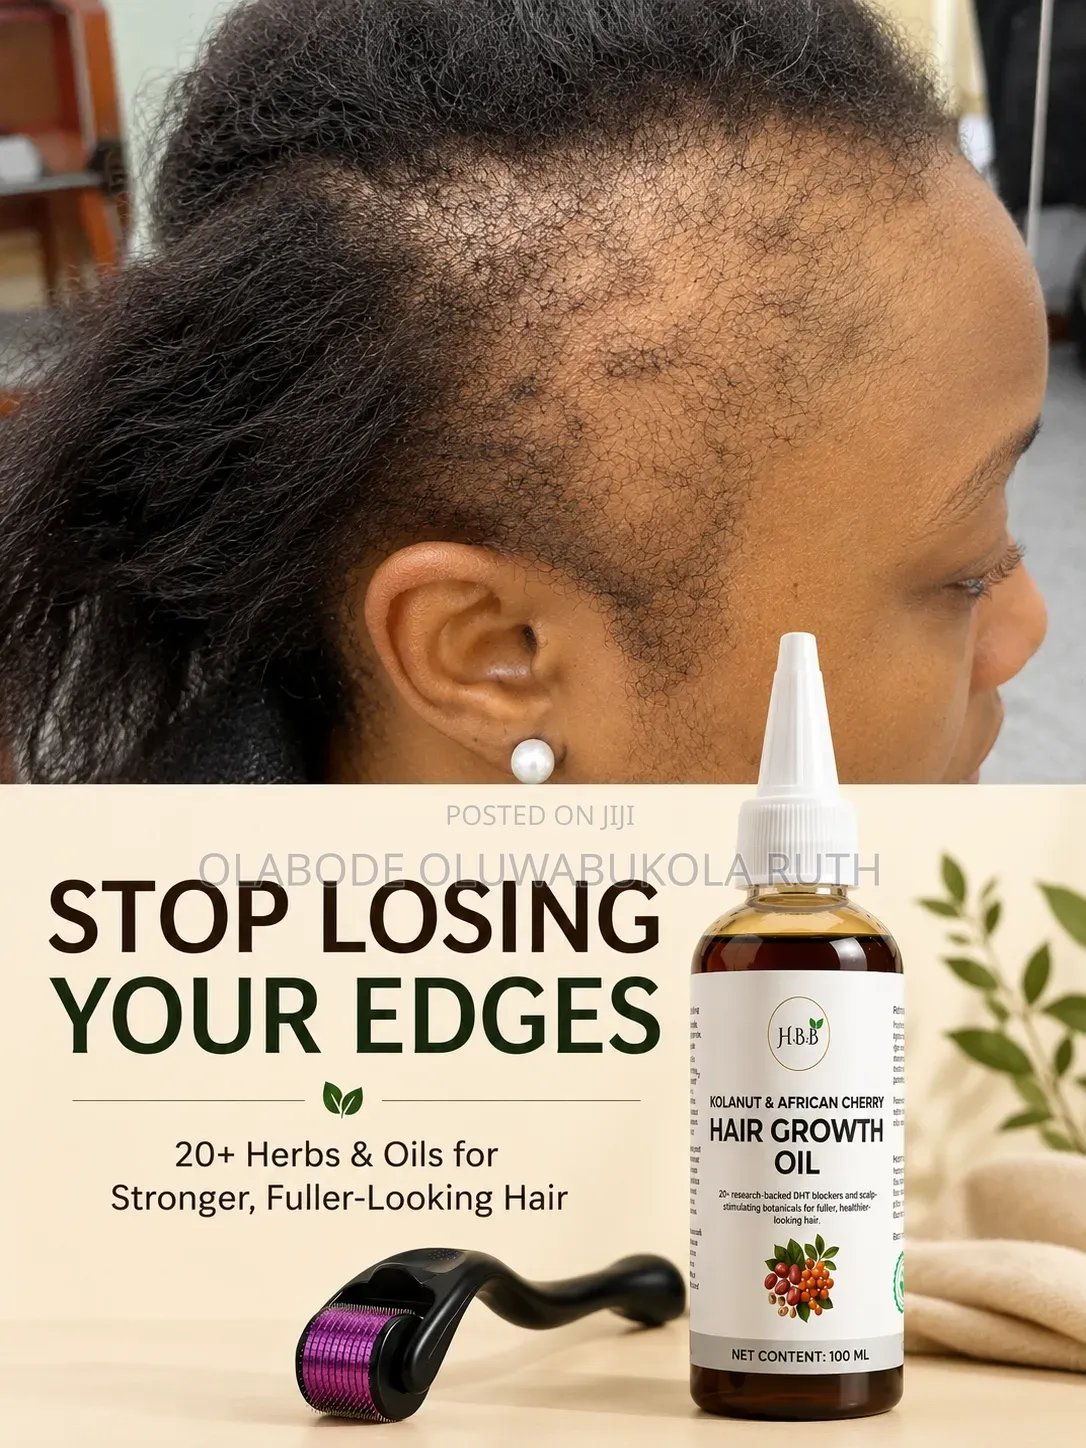 POSTED ON JIJI
OLABODE OLUWABUKOLA RUTH
STOP LOSING
YOUR EDGES
20+ Herbs & Oils for
Stronger, Fuller-Looking Hair
H.B.B
KOLANUT & AFRICAN CHERRY
HAIR GROWTH
OIL
20+ research-backed DHT blockers and scalp-
stimulating botanicals for fuller, healthier-
looking hair.
NET CONTENT: 100 ML